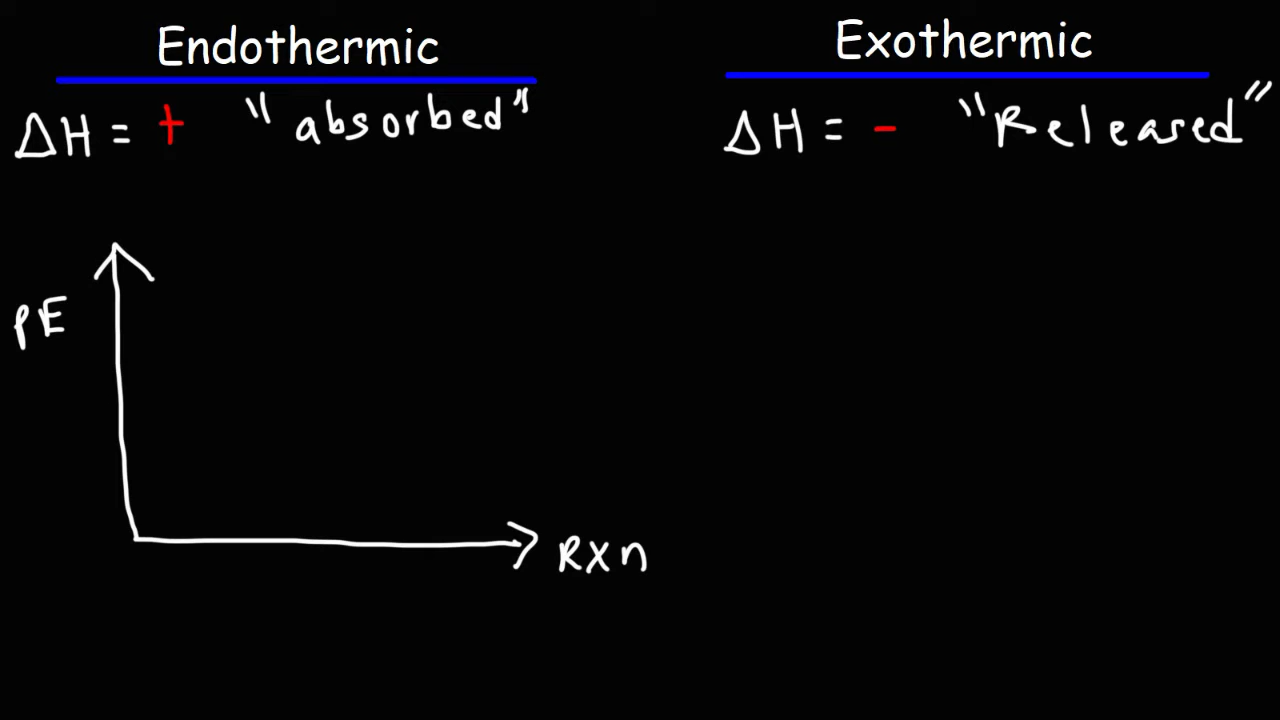 Endothermic
ΔH = + "absorbed"
Exothermic
ΔH = - "Released"
PE
RXn